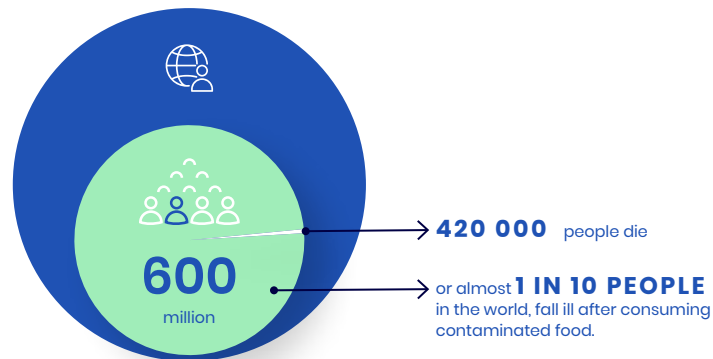 420 000 people die
600
million
or almost 1 IN 10 PEOPLE
in the world, fall ill after consuming
contaminated food.